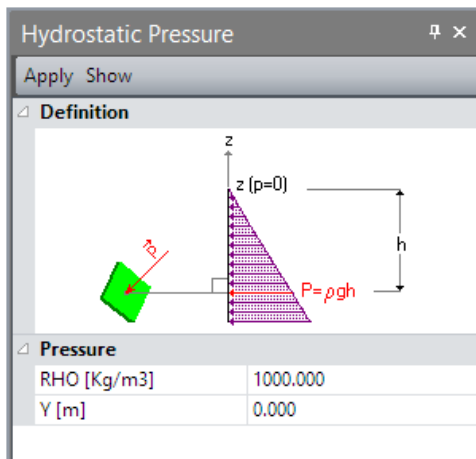 Hydrostatic Pressure
Apply Show
Definition
z
z (p=0)
h
p
P=ρgh
Pressure
RHO [Kg/m3] 1000.000
Y [m] 0.000